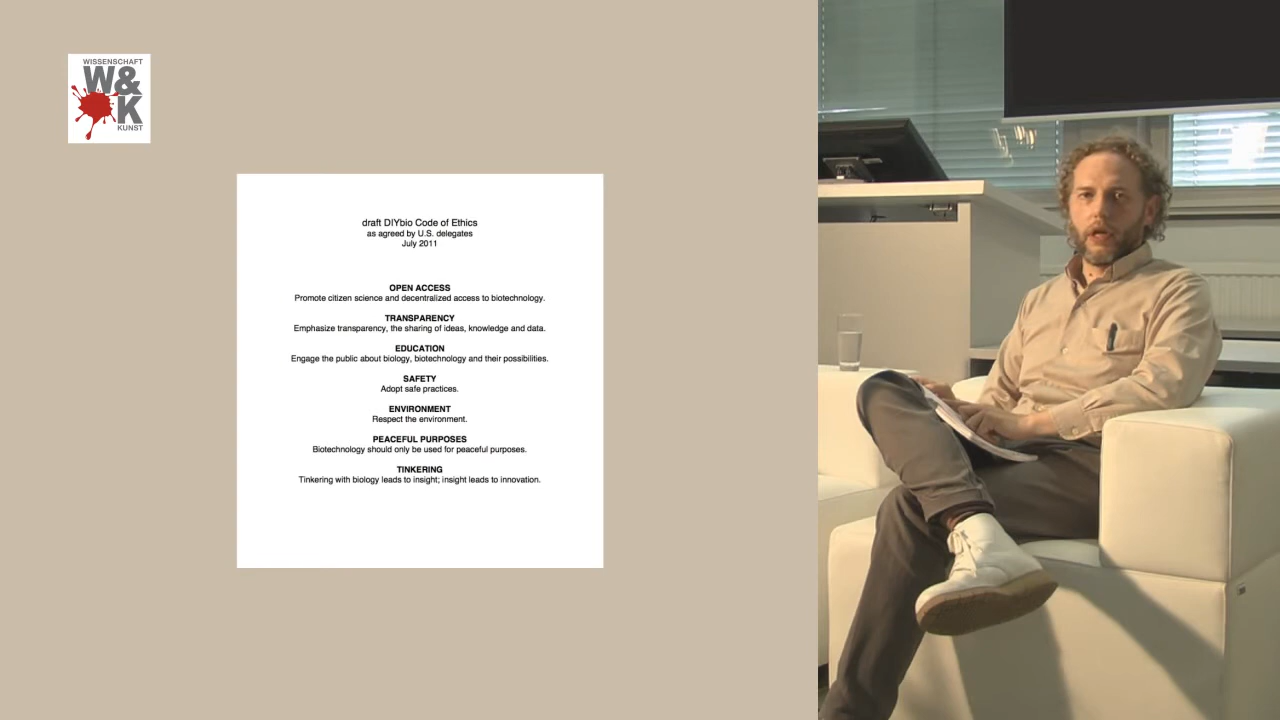 WISSENSCHAFT
W&
K
KUNST
draft DIYbio Code of Ethics
as agreed by U.S. delegates
July 2011
OPEN ACCESS
Promote citizen science and decentralized access to biotechnology.
TRANSPARENCY
Emphasize transparency, the sharing of ideas, knowledge and data.
EDUCATION
Engage the public about biology, biotechnology and their possibilities.
SAFETY
Adopt safe practices.
ENVIRONMENT
Respect the environment.
PEACEFUL PURPOSES
Biotechnology should only be used for peaceful purposes.
TINKERING
Tinkering with biology leads to insight; insight leads to innovation.